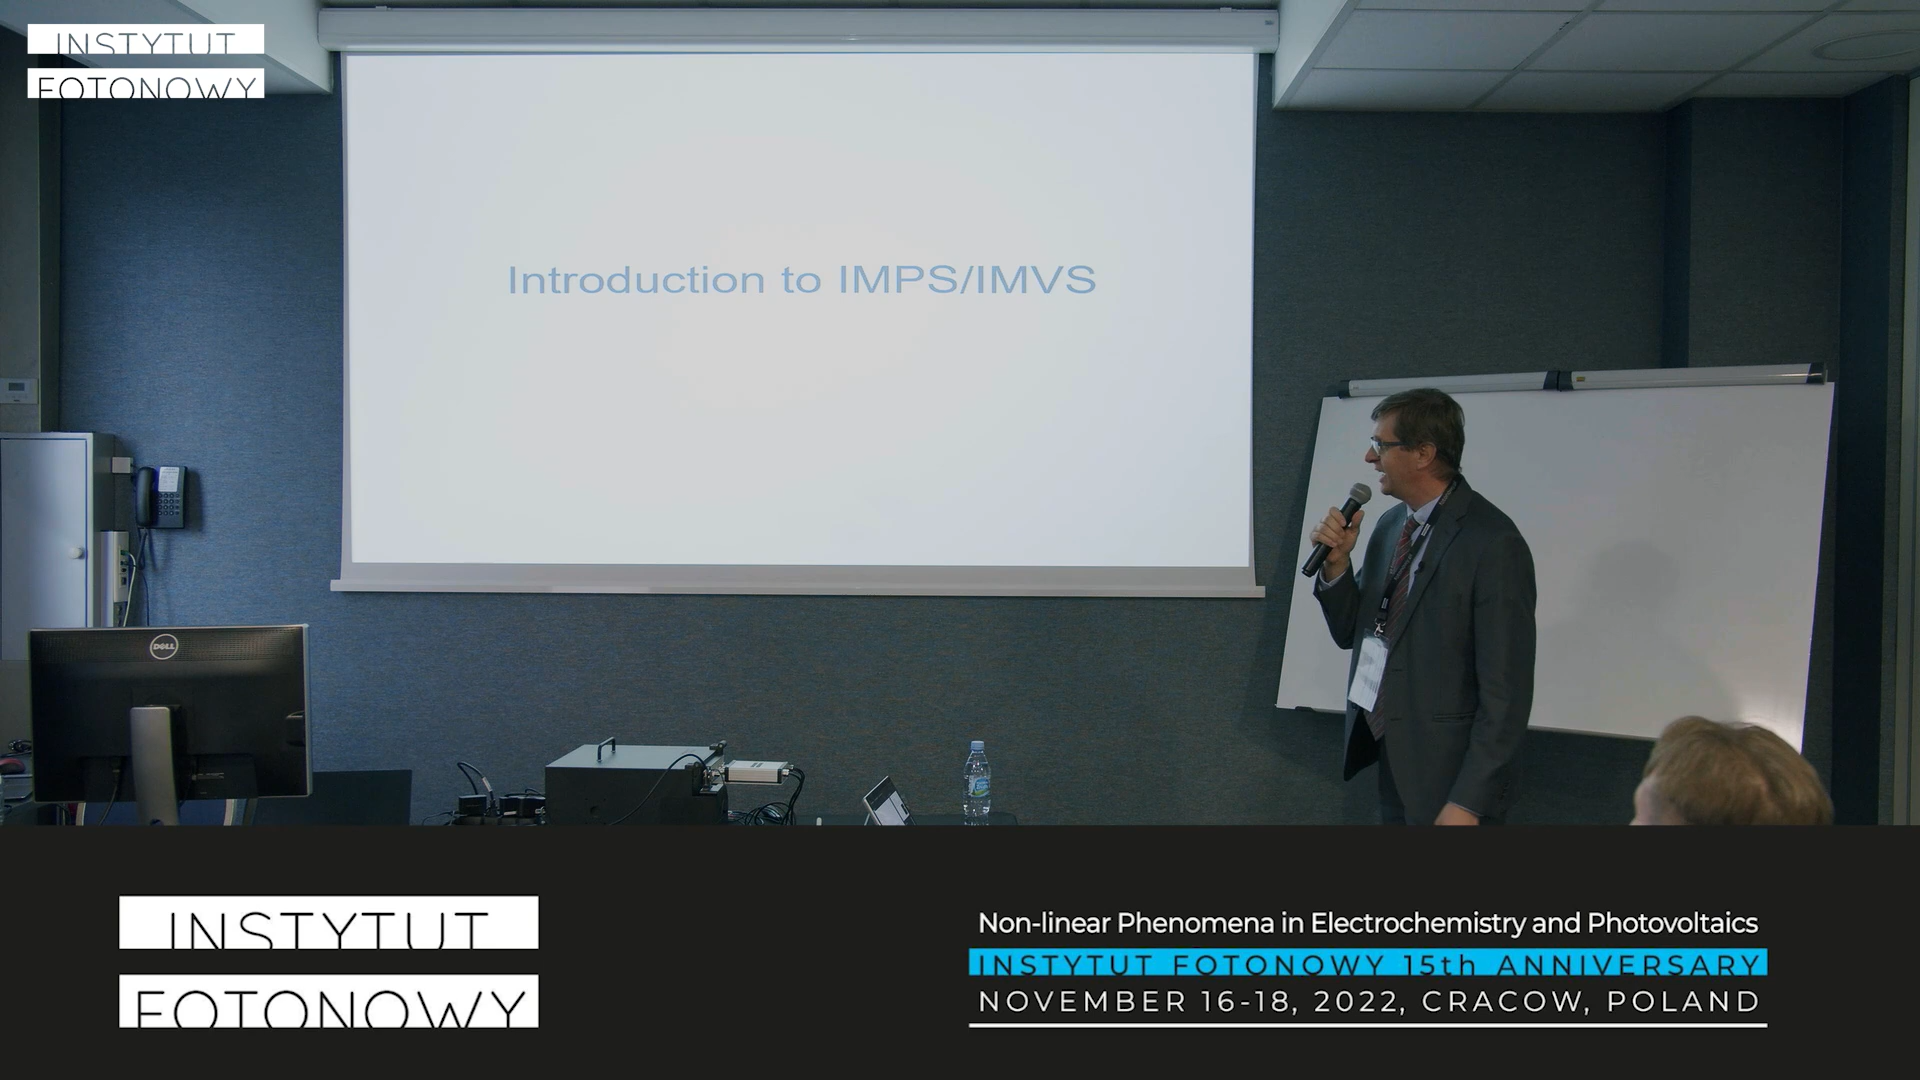 INSTYTUT
FOTONOWY
Introduction to IMPS/IMVS
DELL
INSTYTUT
FOTONOWY
Non-linear Phenomena in Electrochemistry and Photovoltaics
INSTYTUT FOTONOWY 15th ANNIVERSARY
NOVEMBER 16-18, 2022, CRACOW, POLAND